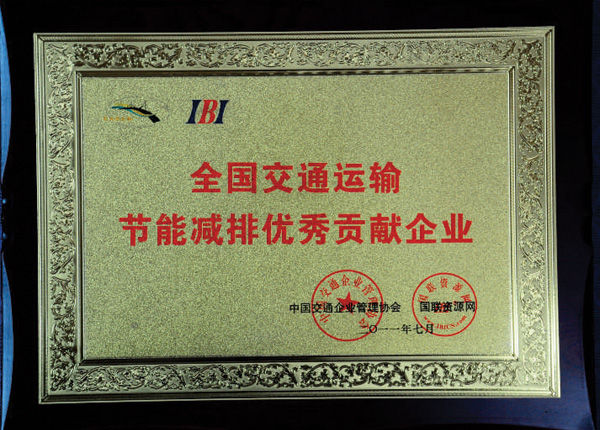 IBI
全国交通运输
节能减排优秀贡献企业
中国交通企业管理协会 国联资源网
二〇一一年七月